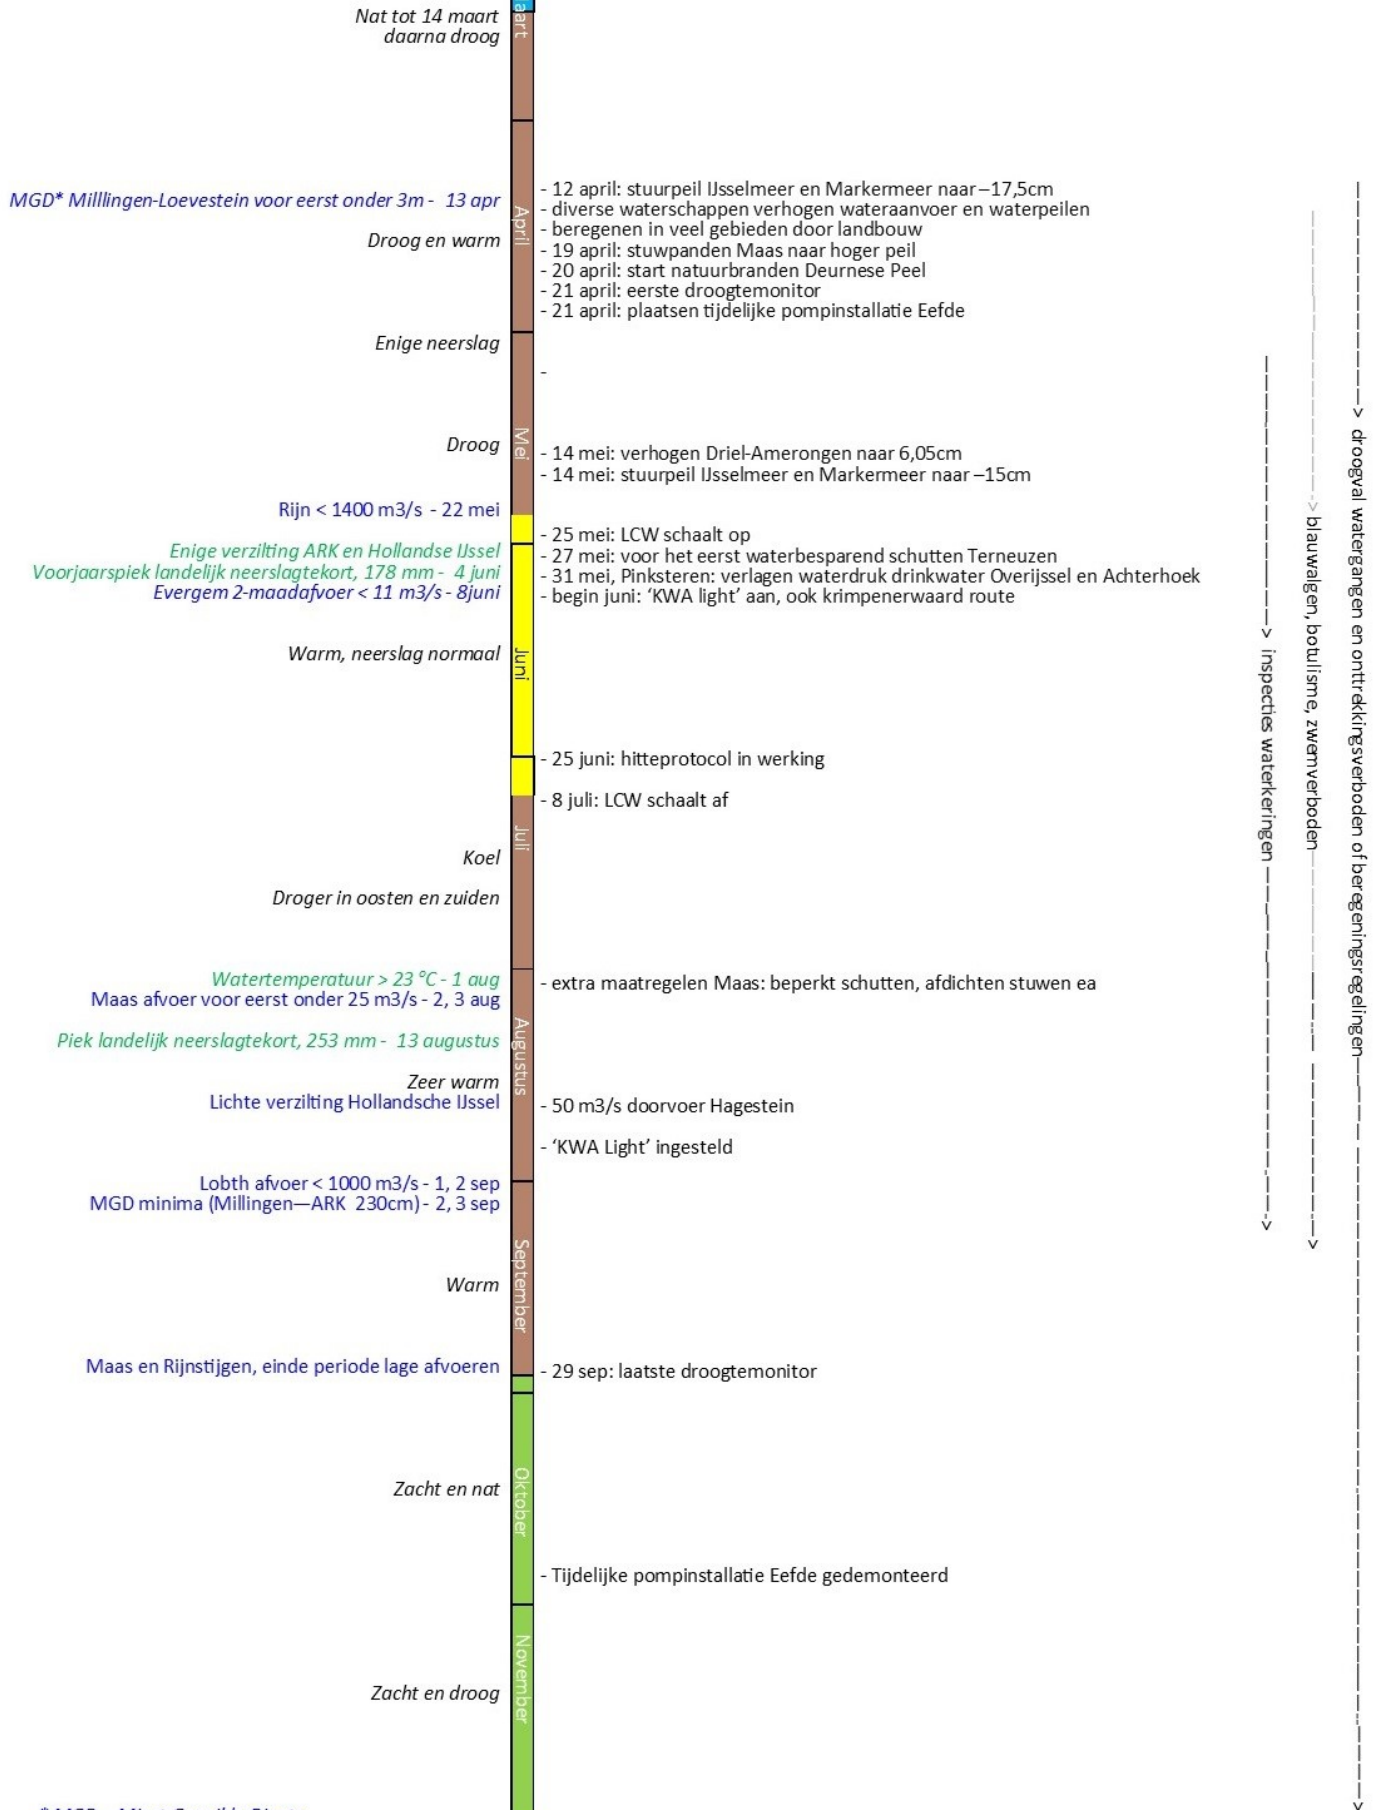 Nat tot 14 maart
daarna droog
aart
MGD* Milllingen-Loevestein voor eerst onder 3m - 13 apr
Droog en warm
April
- 12 april: stuurpeil IJsselmeer en Markermeer naar –17,5cm
- diverse waterschappen verhogen wateraanvoer en waterpeilen
- beregenen in veel gebieden door landbouw
- 19 april: stuwpanden Maas naar hoger peil
- 20 april: start natuurbranden Deurnese Peel
- 21 april: eerste droogtemonitor
- 21 april: plaatsen tijdelijke pompinstallatie Eefde
Enige neerslag
-
Droog
Mei
- 14 mei: verhogen Driel-Amerongen naar 6,05cm
- 14 mei: stuurpeil IJsselmeer en Markermeer naar –15cm
Rijn < 1400 m3/s - 22 mei
- 25 mei: LCW schaalt op
Enige verzilting ARK en Hollandse IJssel
- 27 mei: voor het eerst waterbesparend schutten Terneuzen
Voorjaarspiek landelijk neerslagtekort, 178 mm - 4 juni
- 31 mei, Pinksteren: verlagen waterdruk drinkwater Overijssel en Achterhoek
Evergem 2-maadafvoer < 11 m3/s - 8juni
- begin juni: ‘KWA light’ aan, ook krimpenerwaard route
Warm, neerslag normaal
Juni
- 25 juni: hitteprotocol in werking
- 8 juli: LCW schaalt af
Juli
Koel
Droger in oosten en zuiden
Watertemperatuur > 23 °C - 1 aug
- extra maatregelen Maas: beperkt schutten, afdichten stuwen ea
Maas afvoer voor eerst onder 25 m3/s - 2, 3 aug
Piek landelijk neerslagtekort, 253 mm - 13 augustus
Augustus
Zeer warm
Lichte verzilting Hollandsche IJssel
- 50 m3/s doorvoer Hagestein
- ‘KWA Light’ ingesteld
Lobth afvoer < 1000 m3/s - 1, 2 sep
MGD minima (Millingen—ARK 230cm) - 2, 3 sep
September
Warm
Maas en Rijnstijgen, einde periode lage afvoeren
- 29 sep: laatste droogtemonitor
Zacht en nat
Oktober
- Tijdelijke pompinstallatie Eefde gedemonteerd
November
Zacht en droog
inspecties waterkeringen
blauwalgen, botulisme, zwemverboden
droogval watergangen en onttrekkingsverboden of beregeningsregelingen